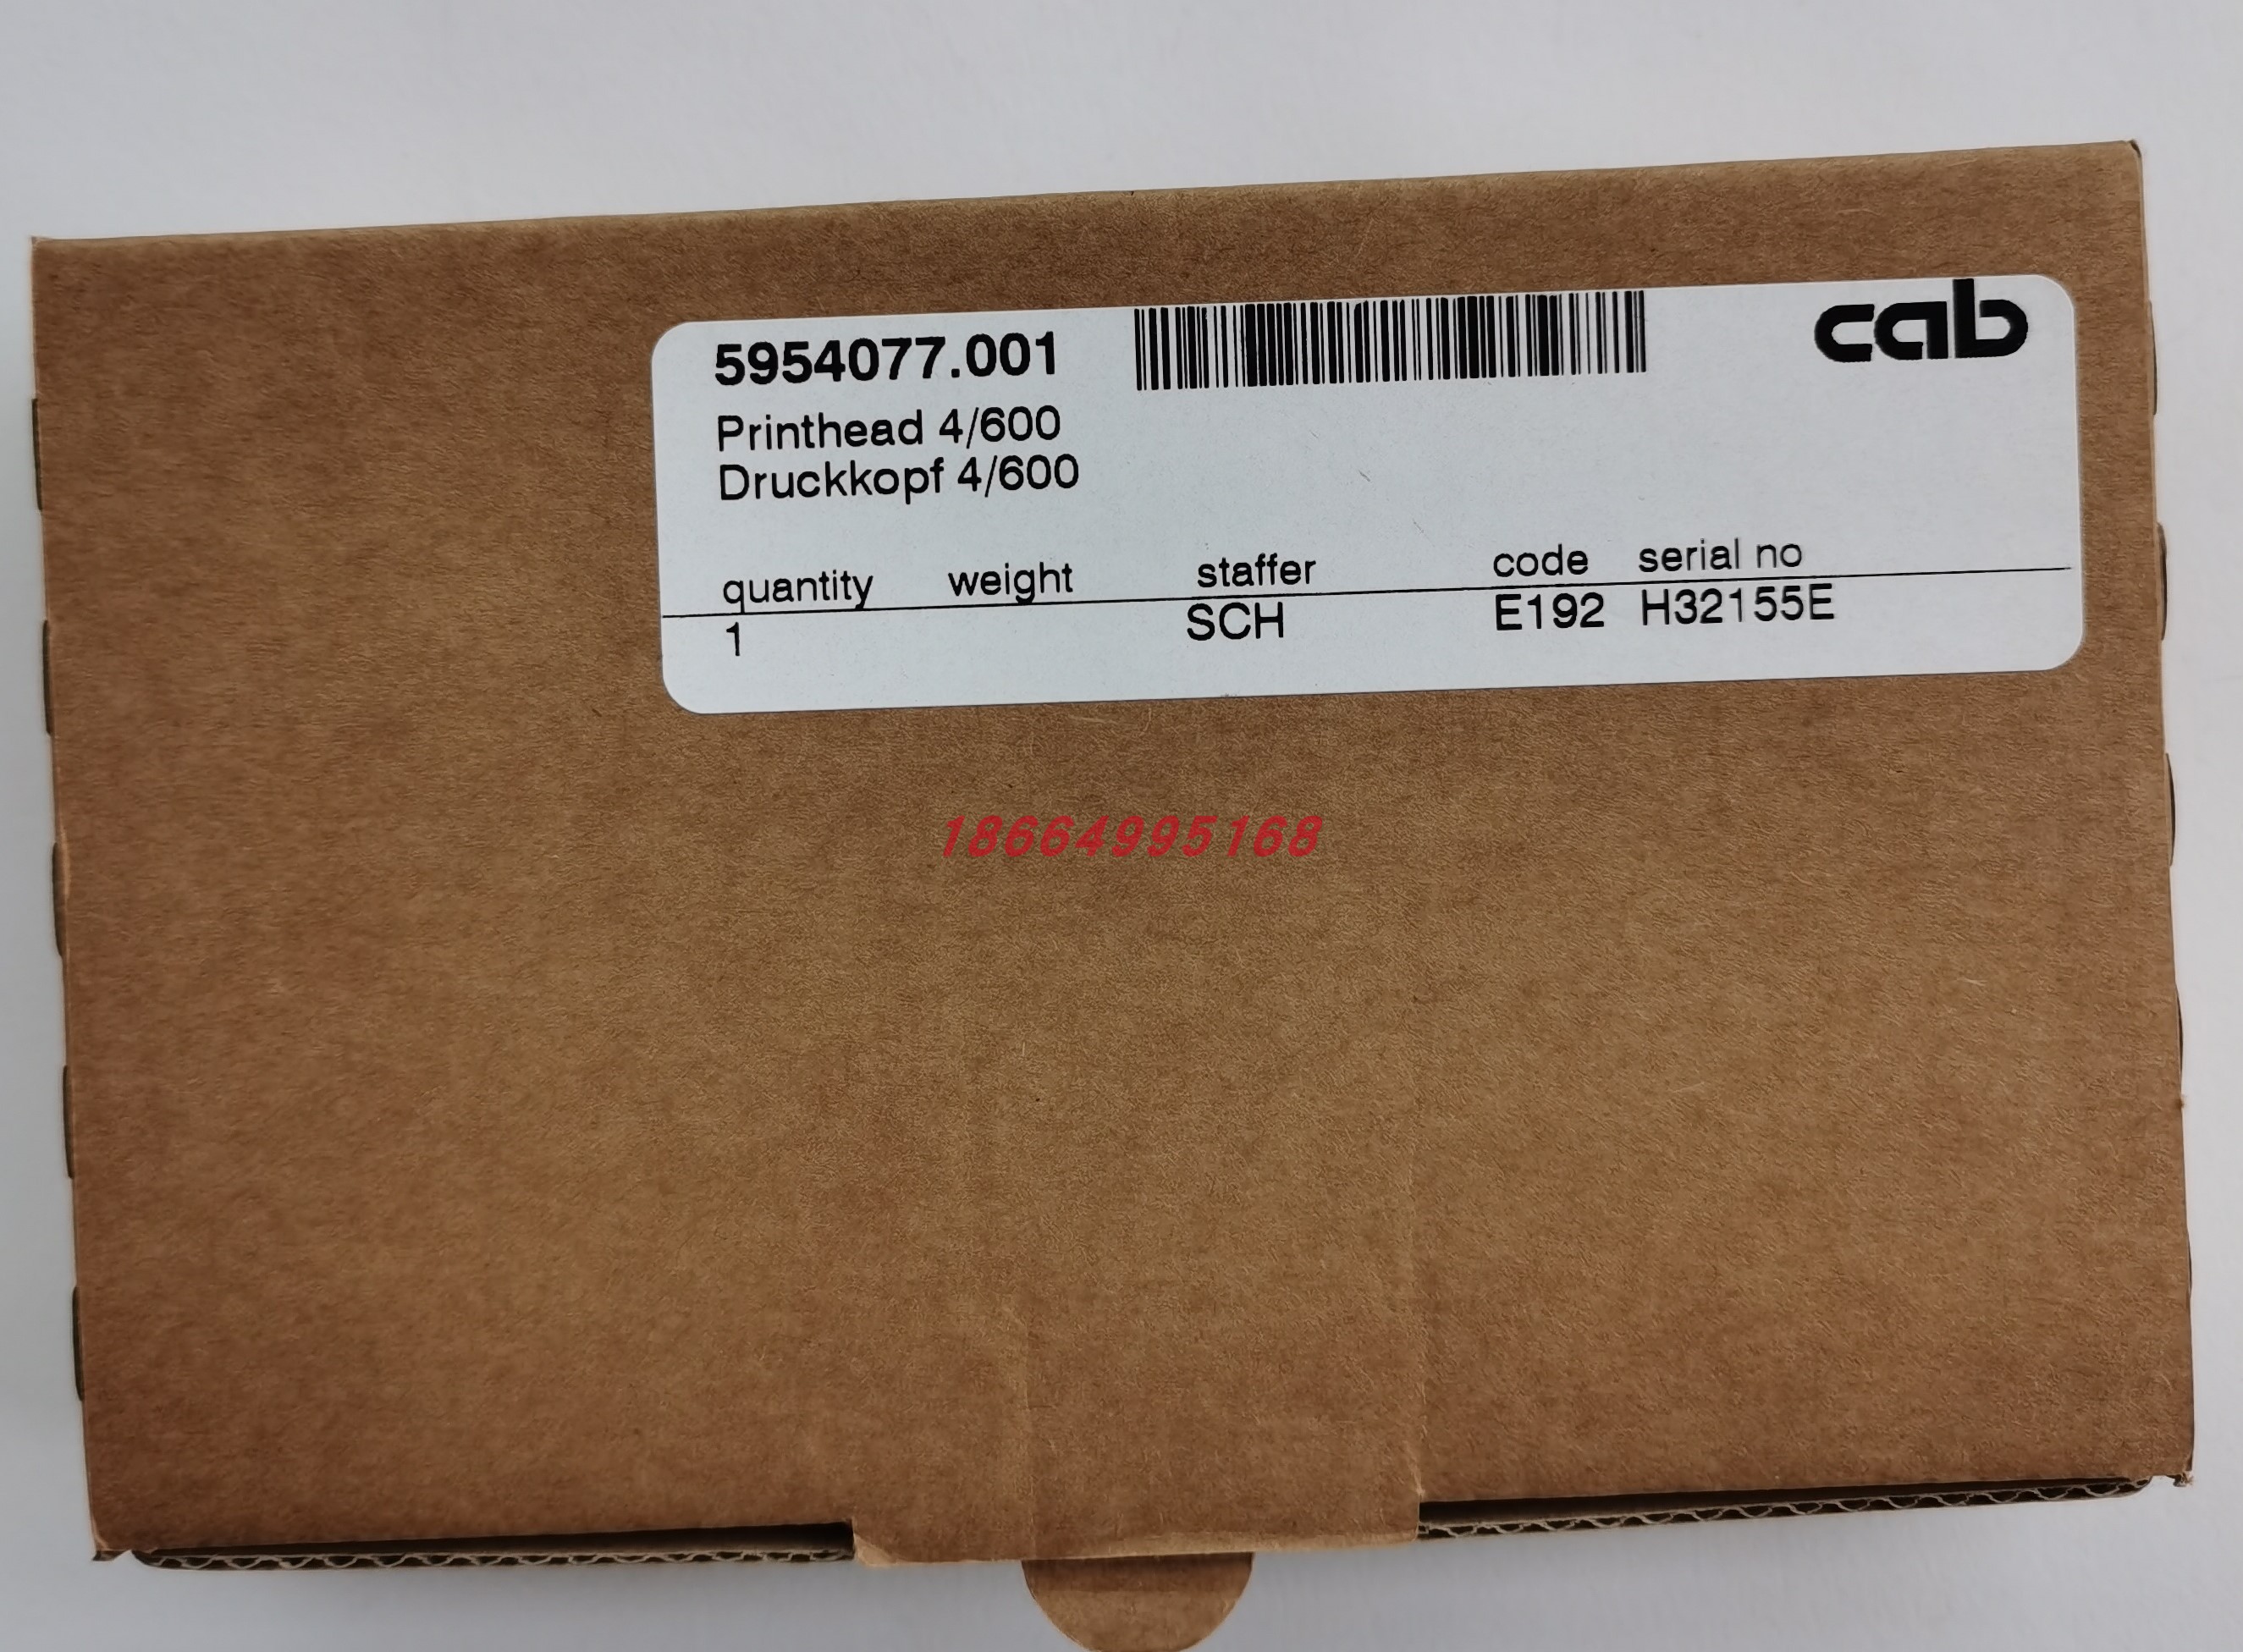 5954077.001
cab
Printhead 4/600
Druckkopf 4/600
quantity weight staffer code serial no
1 SCH E192 H32155E
18664995168